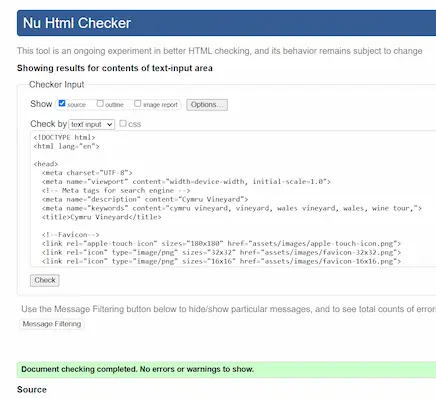 Nu Html Checker
This tool is an ongoing experiment in better HTML checking, and its behavior remains subject to change
Showing results for contents of text-input area
Checker Input
Show source outline image report Options...
Check by text input css
<!DOCTYPE html>
<html lang="en">
<head>
<meta charset="UTF-8">
<meta name="viewport" content="width=device-width, initial-scale=1.0">
<!-- Meta tags for search engine -->
<meta name="description" content="Cymru Vineyard">
<meta name="keywords" content="cymru vineyard, vineyard, wales vineyard, wales, wine tour,">
<title>Cymru Vineyard</title>
<!--Favicon-->
<link rel="apple-touch-icon" sizes="180x180" href="assets/images/apple-touch-icon.png">
<link rel="icon" type="image/png" sizes="32x32" href="assets/images/favicon-32x32.png">
<link rel="icon" type="image/png" sizes="16x16" href="assets/images/favicon-16x16.png">
Check
Use the Message Filtering button below to hide/show particular messages, and to see total counts of error
Message Filtering
Document checking completed. No errors or warnings to show.
Source